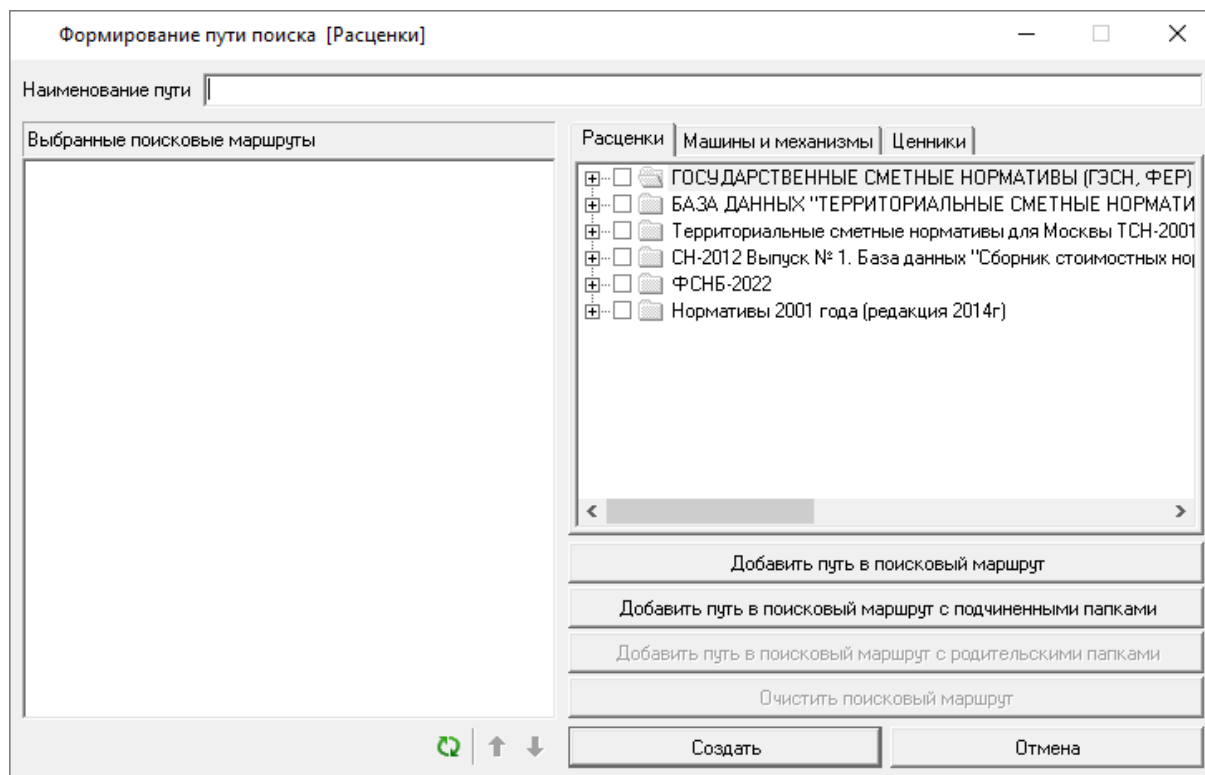 Формирование пути поиска [Расценки]
Наименование пути
Выбранные поисковые маршруты
Расценки Машины и механизмы Ценники
ГОСУДАРСТВЕННЫЕ СМЕТНЫЕ НОРМАТИВЫ (ГЭСН, ФЕР)
БАЗА ДАННЫХ "ТЕРРИТОРИАЛЬНЫЕ СМЕТНЫЕ НОРМАТИ
Территориальные сметные нормативы для Москвы ТСН-2001
СН-2012 Выпуск № 1. База данных "Сборник стоимостных но
ФСНБ-2022
Нормативы 2001 года (редакция 2014г)
Добавить путь в поисковый маршрут
Добавить путь в поисковый маршрут с подчиненными папками
Добавить путь в поисковый маршрут с родительскими папками
Очистить поисковый маршрут
Создать Отмена